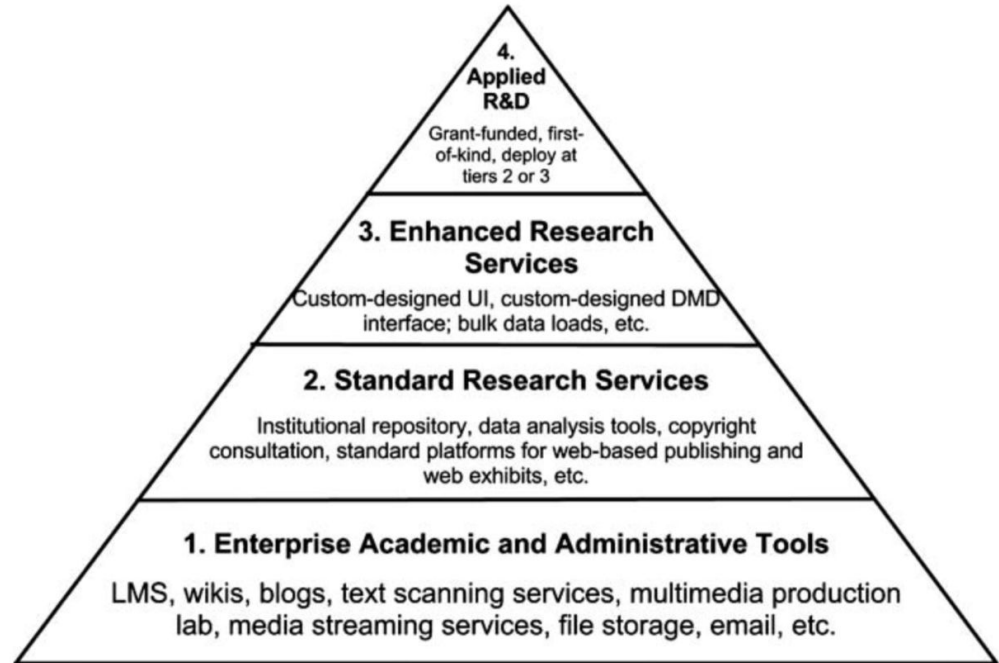 4.
Applied
R&D
Grant-funded, first-
of-kind, deploy at
tiers 2 or 3
3. Enhanced Research
Services
Custom-designed UI, custom-designed DMD
interface; bulk data loads, etc.
2. Standard Research Services
Institutional repository, data analysis tools, copyright
consultation, standard platforms for web-based publishing and
web exhibits, etc.
1. Enterprise Academic and Administrative Tools
LMS, wikis, blogs, text scanning services, multimedia production
lab, media streaming services, file storage, email, etc.